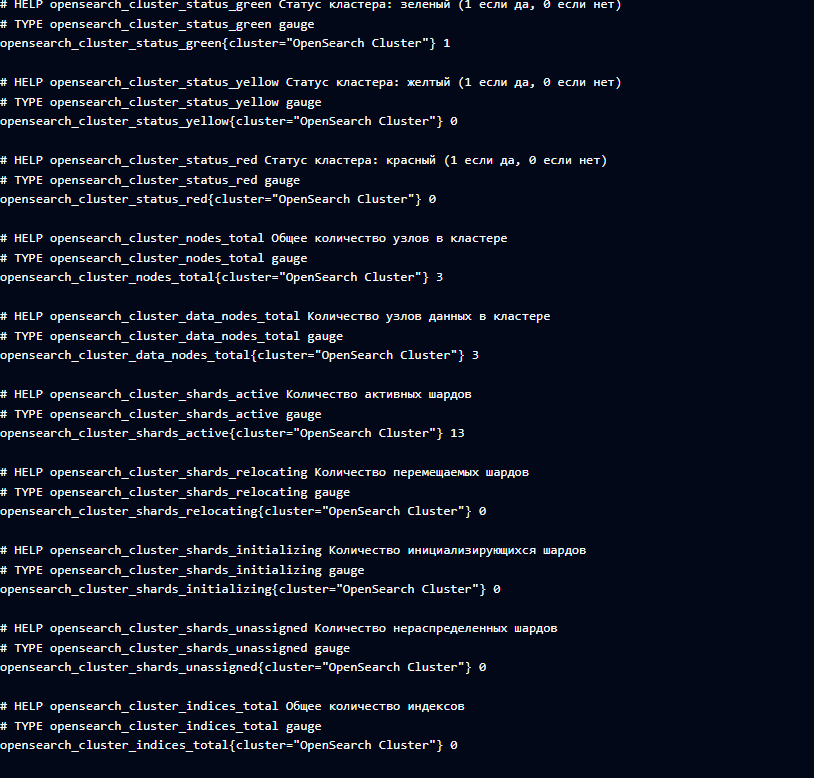 # HELP opensearch_cluster_status_green Статус кластера: зеленый (1 если да, 0 если нет)
# TYPE opensearch_cluster_status_green gauge
opensearch_cluster_status_green{cluster="OpenSearch Cluster"} 1
# HELP opensearch_cluster_status_yellow Статус кластера: желтый (1 если да, 0 если нет)
# TYPE opensearch_cluster_status_yellow gauge
opensearch_cluster_status_yellow{cluster="OpenSearch Cluster"} 0
# HELP opensearch_cluster_status_red Статус кластера: красный (1 если да, 0 если нет)
# TYPE opensearch_cluster_status_red gauge
opensearch_cluster_status_red{cluster="OpenSearch Cluster"} 0
# HELP opensearch_cluster_nodes_total Общее количество узлов в кластере
# TYPE opensearch_cluster_nodes_total gauge
opensearch_cluster_nodes_total{cluster="OpenSearch Cluster"} 3
# HELP opensearch_cluster_data_nodes_total Количество узлов данных в кластере
# TYPE opensearch_cluster_data_nodes_total gauge
opensearch_cluster_data_nodes_total{cluster="OpenSearch Cluster"} 3
# HELP opensearch_cluster_shards_active Количество активных шардов
# TYPE opensearch_cluster_shards_active gauge
opensearch_cluster_shards_active{cluster="OpenSearch Cluster"} 13
# HELP opensearch_cluster_shards_relocating Количество перемещаемых шардов
# TYPE opensearch_cluster_shards_relocating gauge
opensearch_cluster_shards_relocating{cluster="OpenSearch Cluster"} 0
# HELP opensearch_cluster_shards_initializing Количество инициализирующихся шардов
# TYPE opensearch_cluster_shards_initializing gauge
opensearch_cluster_shards_initializing{cluster="OpenSearch Cluster"} 0
# HELP opensearch_cluster_shards_unassigned Количество нераспределенных шардов
# TYPE opensearch_cluster_shards_unassigned gauge
opensearch_cluster_shards_unassigned{cluster="OpenSearch Cluster"} 0
# HELP opensearch_cluster_indices_total Общее количество индексов
# TYPE opensearch_cluster_indices_total gauge
opensearch_cluster_indices_total{cluster="OpenSearch Cluster"} 0